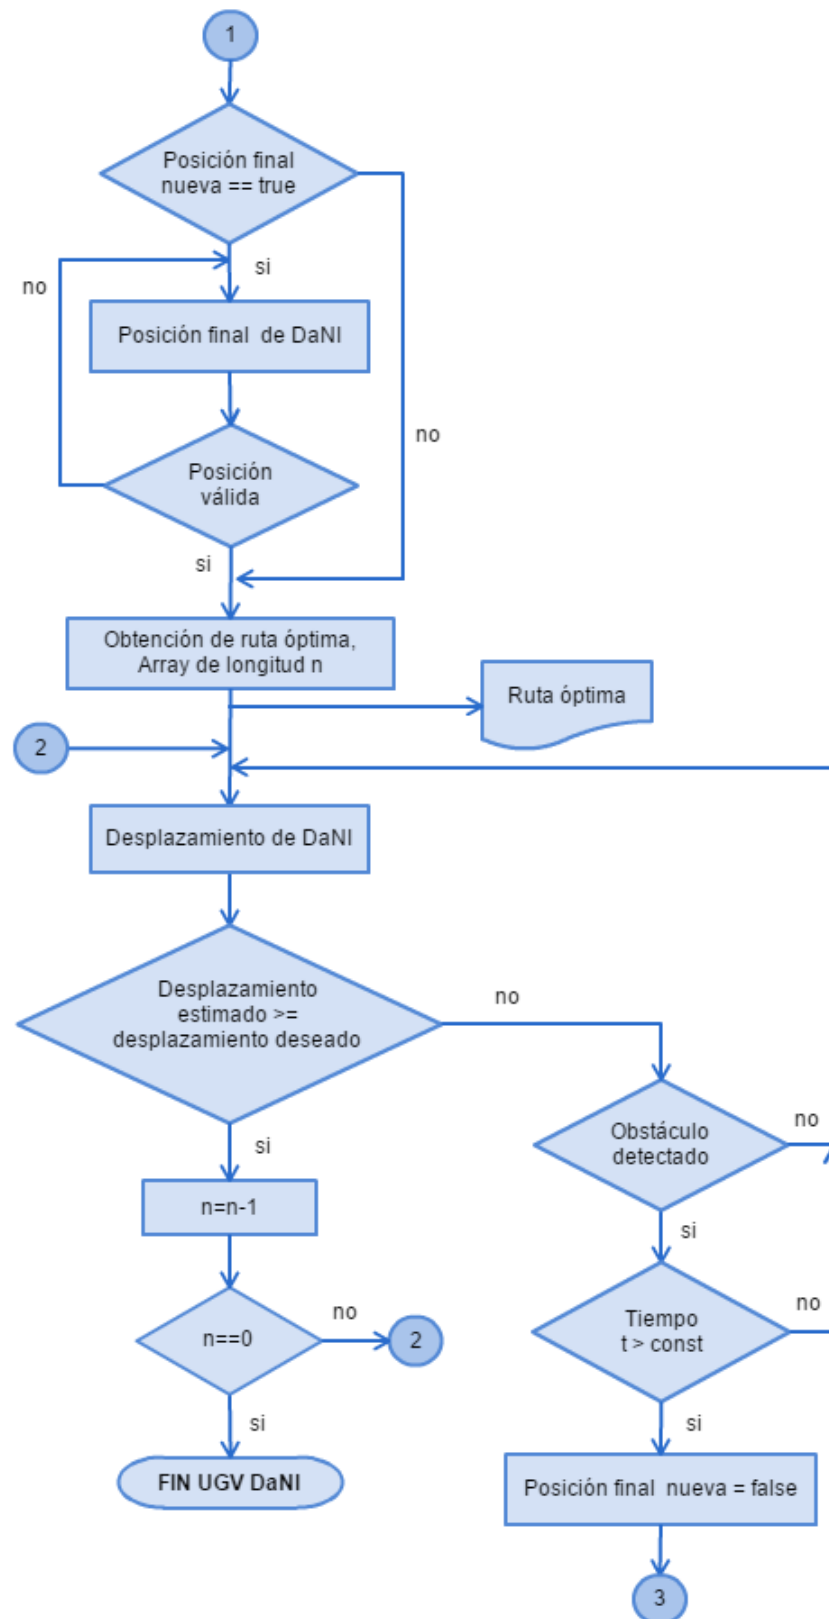 1
Posición final
nueva == true
si
no
Posición final de DaNI
no
Posición
válida
si
Obtención de ruta óptima,
Array de longitud n
Ruta óptima
2
Desplazamiento de DaNI
Desplazamiento
estimado >=
desplazamiento deseado
no
si
Obstáculo
detectado
no
n=n-1
si
n==0
no
2
Tiempo
t > const
no
si
si
FIN UGV DaNI
Posición final nueva = false
3